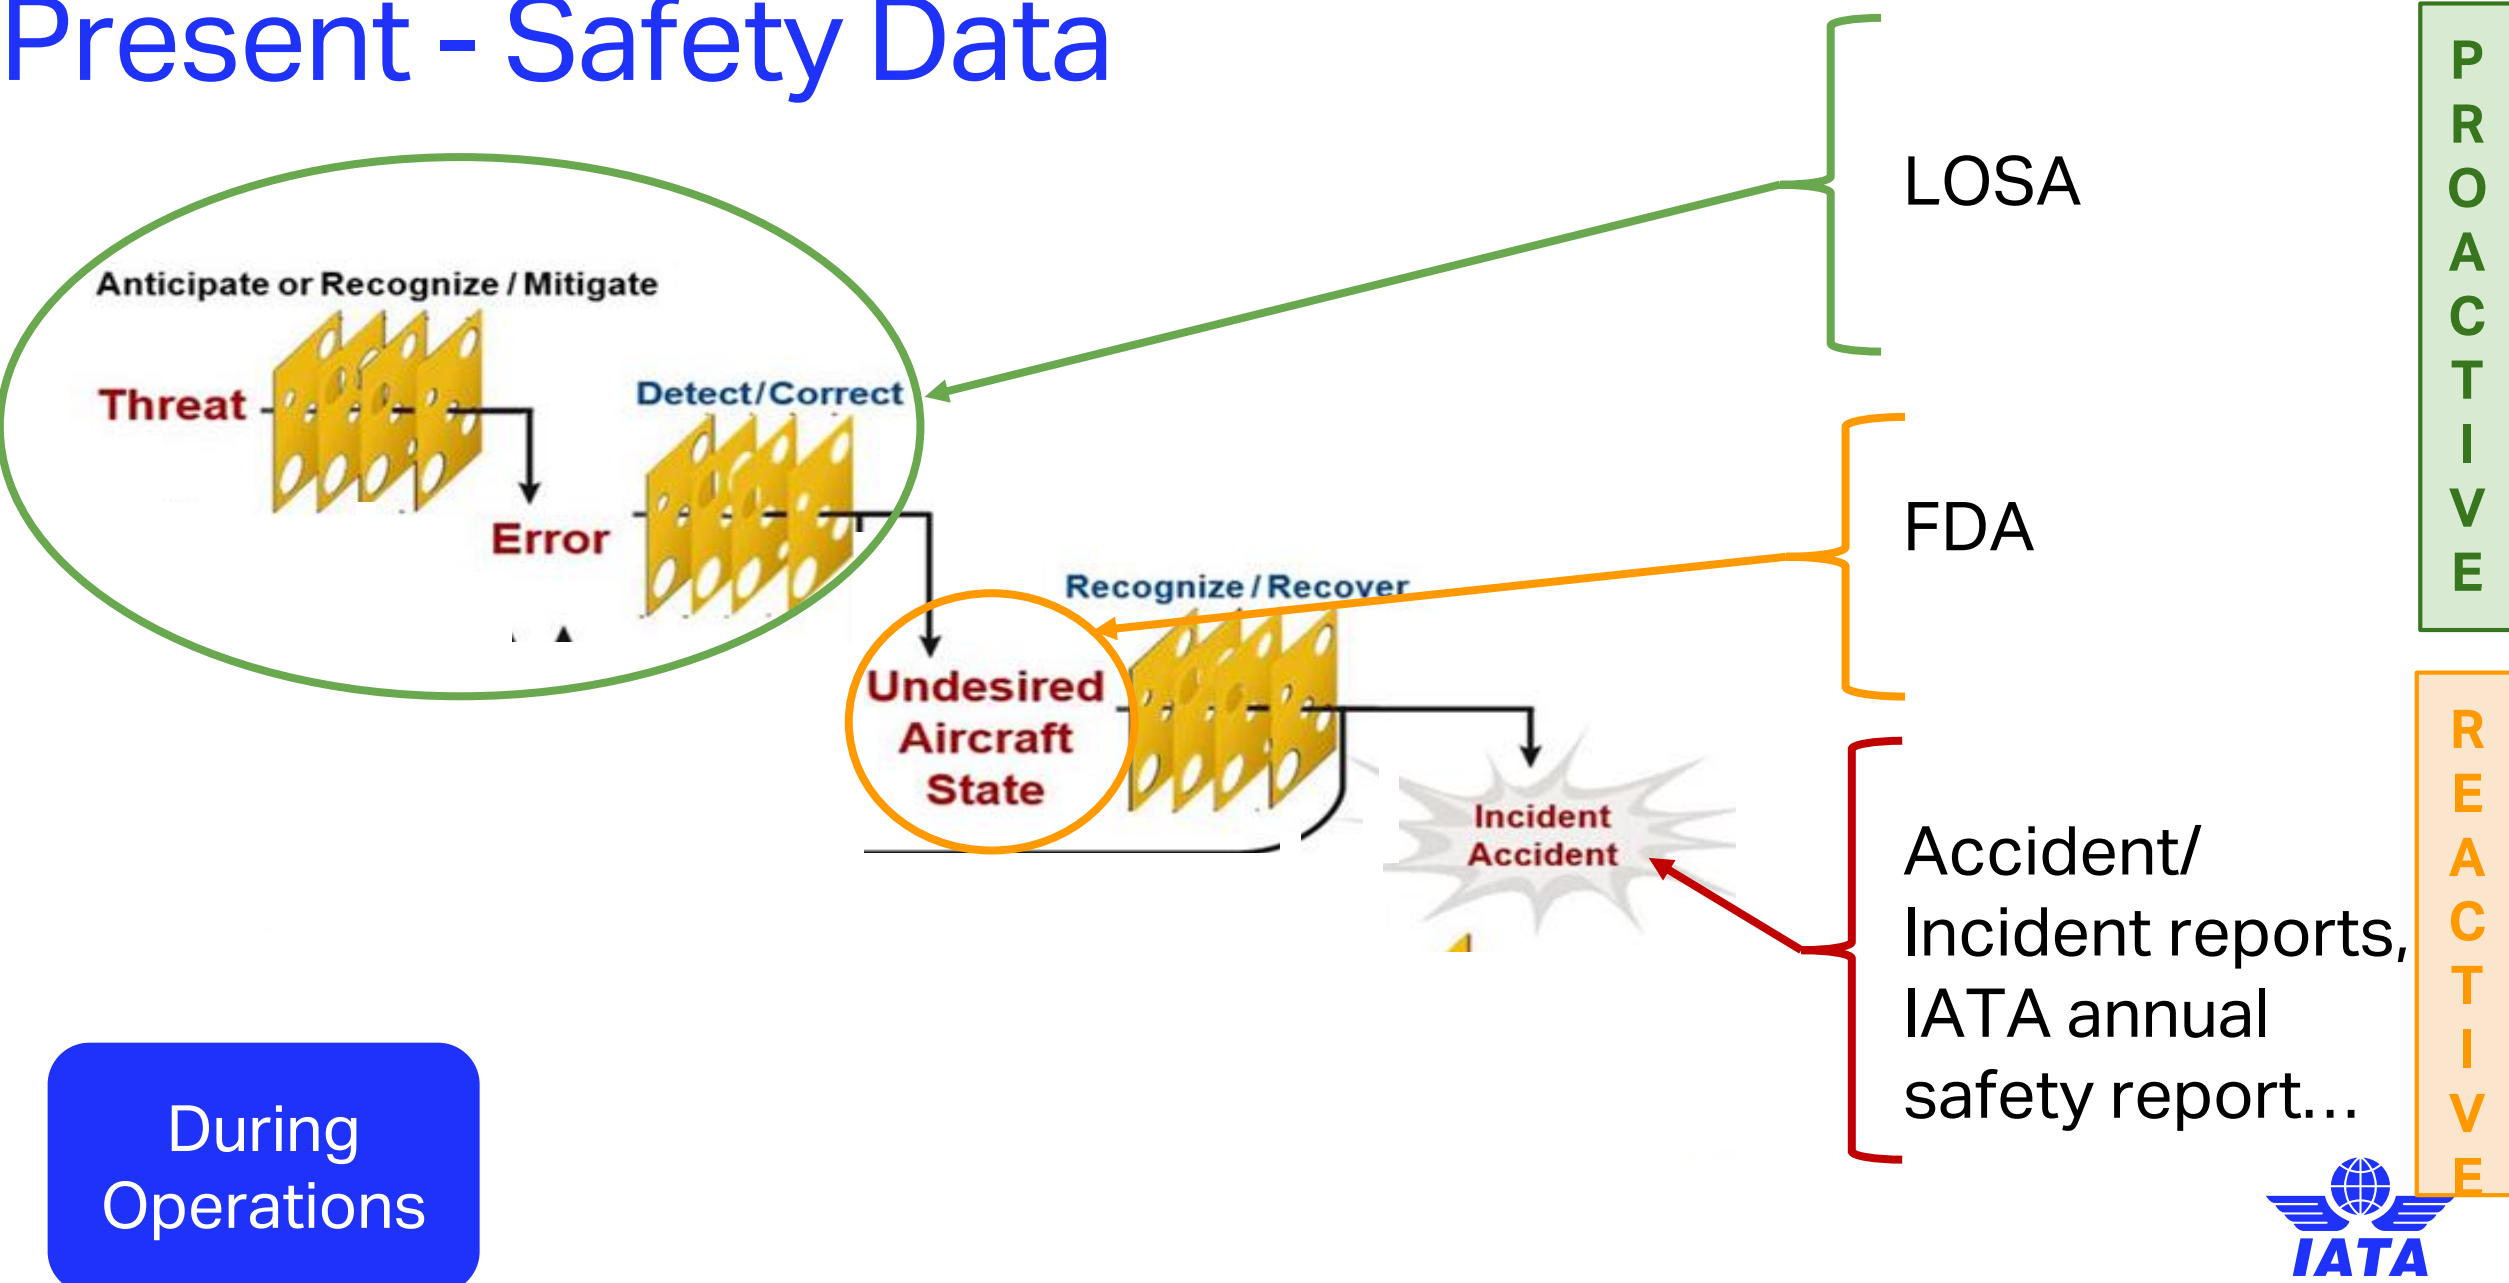 Present - Safety Data
Anticipate or Recognize / Mitigate
Threat
Detect/Correct
Error
Recognize / Recover
Undesired
Aircraft
State
Incident
Accident
LOSA
FDA
Accident/
Incident reports,
IATA annual
safety report...
P
R
O
A
C
T
I
V
E
R
E
A
C
T
I
V
E
During
Operations
IATA